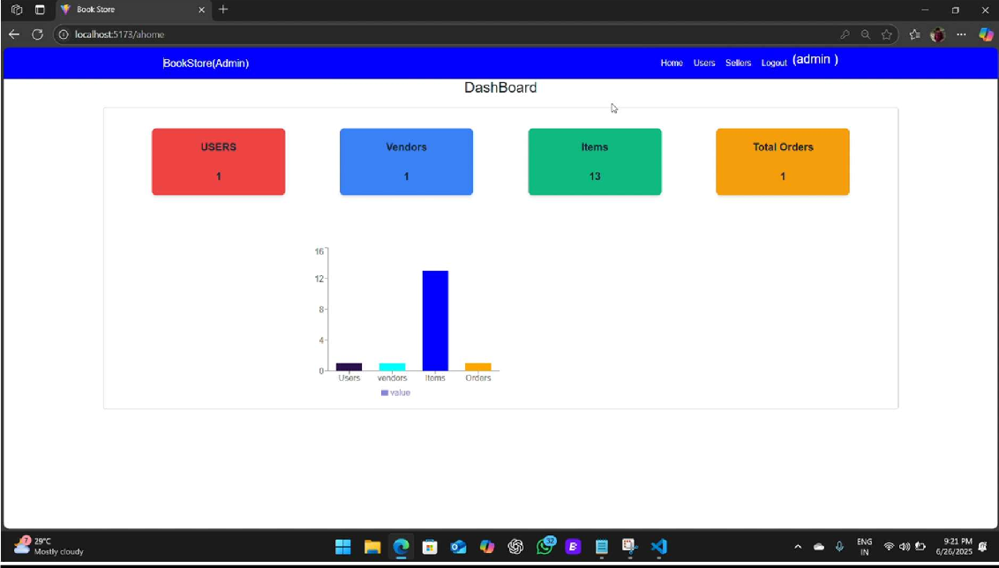 Book Store
localhost:5173/ahome
BookStore(Admin)
Home Users Sellers Logout (admin )
DashBoard
USERS
1
Vendors
1
Items
13
Total Orders
1
16
12
8
4
0
Users vendors Items Orders
value
7
29°C
Mostly cloudy
32
E
ENG
IN
9:21 PM
6/26/2025